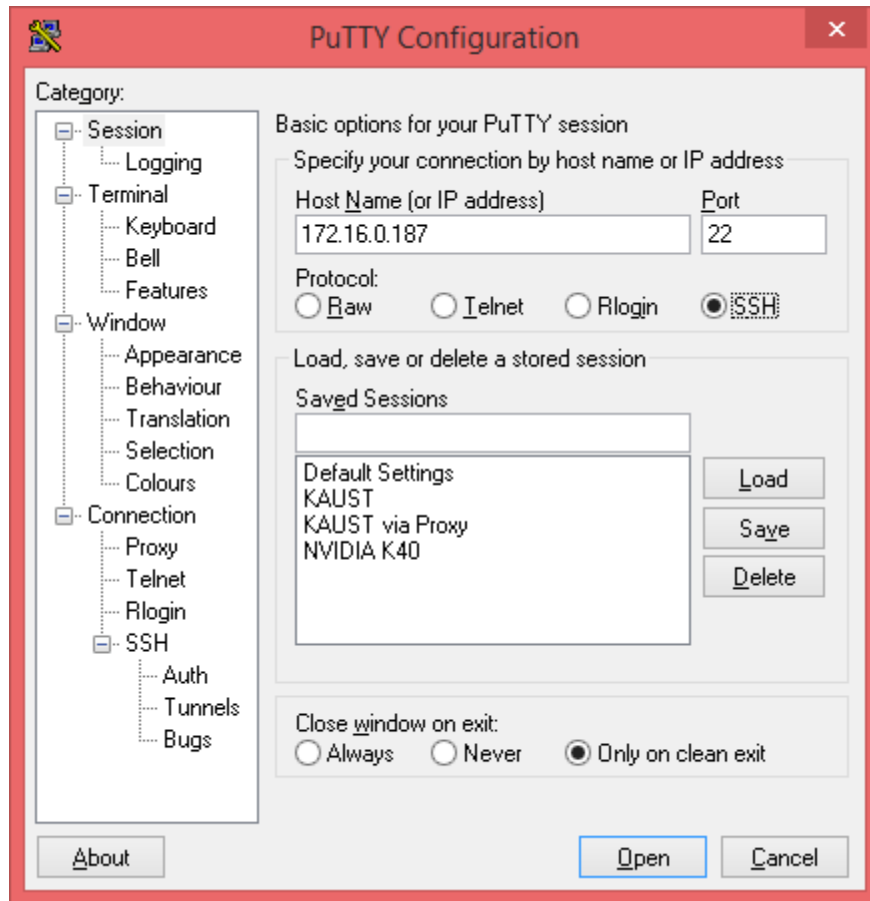 PuTTY Configuration
Category:
Session
Logging
Terminal
Keyboard
Bell
Features
Window
Appearance
Behaviour
Translation
Selection
Colours
Connection
Proxy
Telnet
Rlogin
SSH
Auth
Tunnels
Bugs
Basic options for your PuTTY session
Specify your connection by host name or IP address
Host Name (or IP address) Port
172.16.0.187 22
Protocol:
Raw Telnet Rlogin SSH
Load, save or delete a stored session
Saved Sessions
Default Settings
KAUST
KAUST via Proxy
NVIDIA K40
Load
Save
Delete
Close window on exit:
Always Never Only on clean exit
About Open Cancel